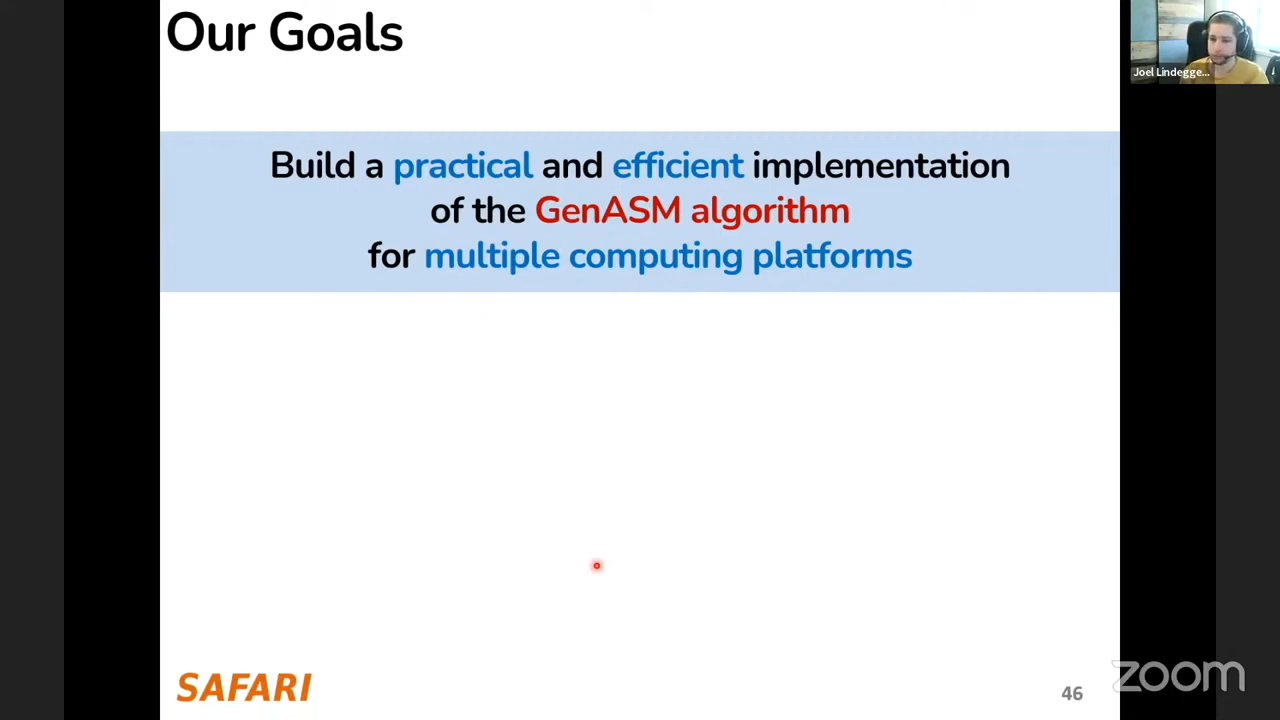 Our Goals
Joel Lindegge...
Build a practical and efficient implementation
of the GenASM algorithm
for multiple computing platforms
SAFARI
46
zoom